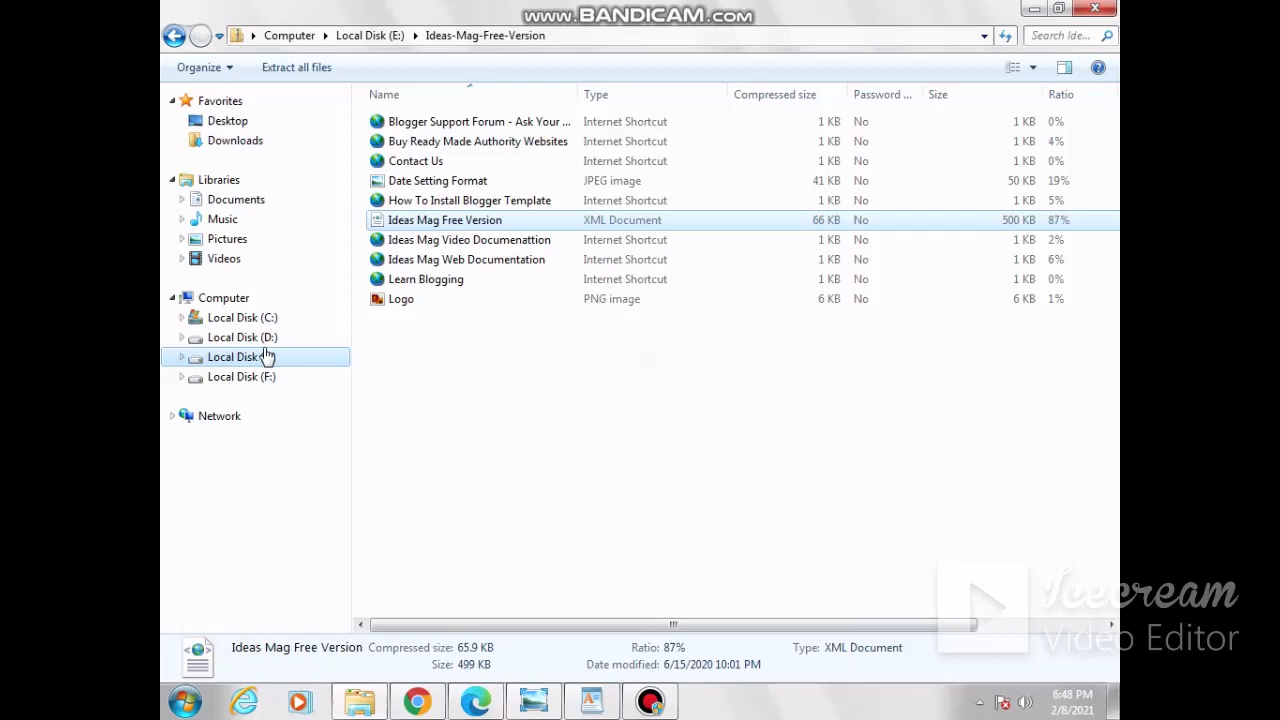 WWW.BANDICAM.COM
Computer Local Disk (E:) Ideas-Mag-Free-Version Search Ide...
Organize Extract all files
Name Type Compressed size Password ... Size Ratio
Favorites
Desktop
Downloads
Libraries
Documents
Music
Pictures
Videos
Computer
Local Disk (C:)
Local Disk (D:)
Local Disk
Local Disk (F:)
Network
Blogger Support Forum - Ask Your ... Internet Shortcut 1 KB No 1 KB 0%
Buy Ready Made Authority Websites Internet Shortcut 1 KB No 1 KB 4%
Contact Us Internet Shortcut 1 KB No 1 KB 0%
Date Setting Format JPEG image 41 KB No 50 KB 19%
How To Install Blogger Template Internet Shortcut 1 KB No 1 KB 5%
Ideas Mag Free Version XML Document 66 KB No 500 KB 87%
Ideas Mag Video Documenattion Internet Shortcut 1 KB No 1 KB 2%
Ideas Mag Web Documentation Internet Shortcut 1 KB No 1 KB 6%
Learn Blogging Internet Shortcut 1 KB No 1 KB 0%
Logo PNG image 6 KB No 6 KB 1%
Icecream
Video Editor
Ideas Mag Free Version Compressed size: 65.9 KB Ratio: 87% Type: XML Document
Size: 499 KB Date modified: 6/15/2020 10:01 PM
6:48 PM
2/8/2021